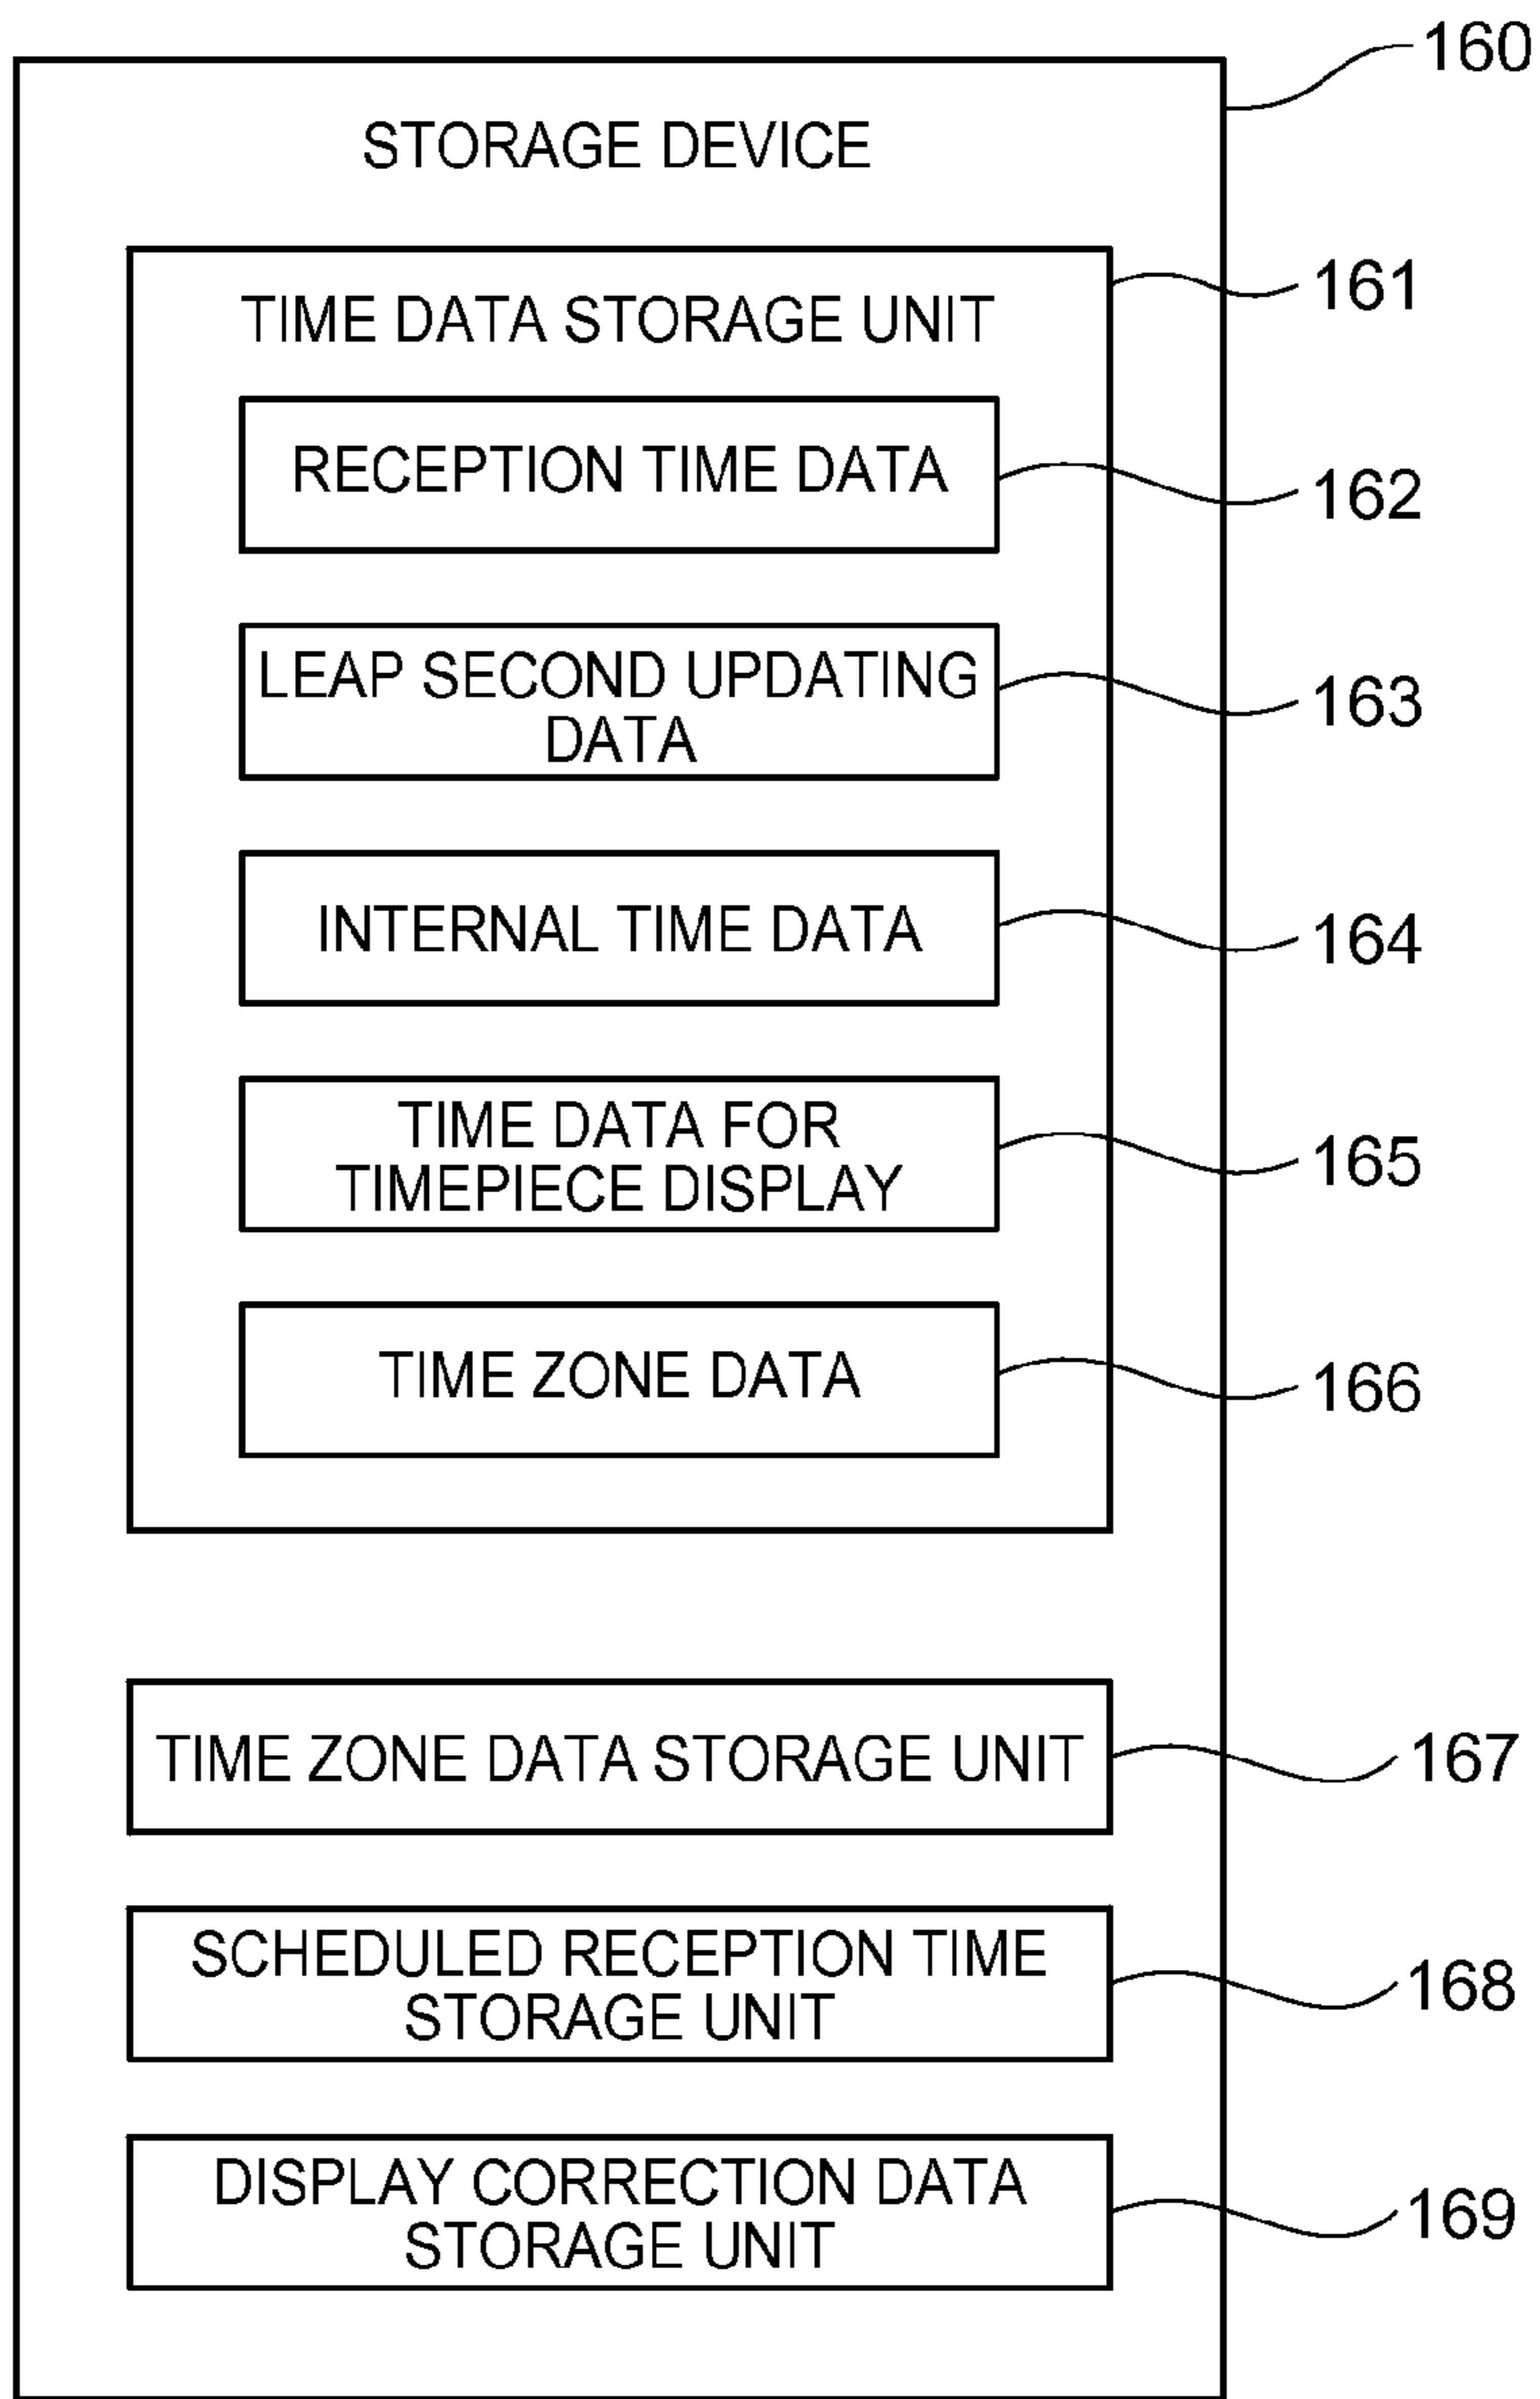 160
STORAGE DEVICE
161
TIME DATA STORAGE UNIT
RECEPTION TIME DATA
162
LEAP SECOND UPDATING
DATA
163
INTERNAL TIME DATA
164
TIME DATA FOR
TIMEPIECE DISPLAY
165
TIME ZONE DATA
166
TIME ZONE DATA STORAGE UNIT
167
SCHEDULED RECEPTION TIME
STORAGE UNIT
168
DISPLAY CORRECTION DATA
STORAGE UNIT
169